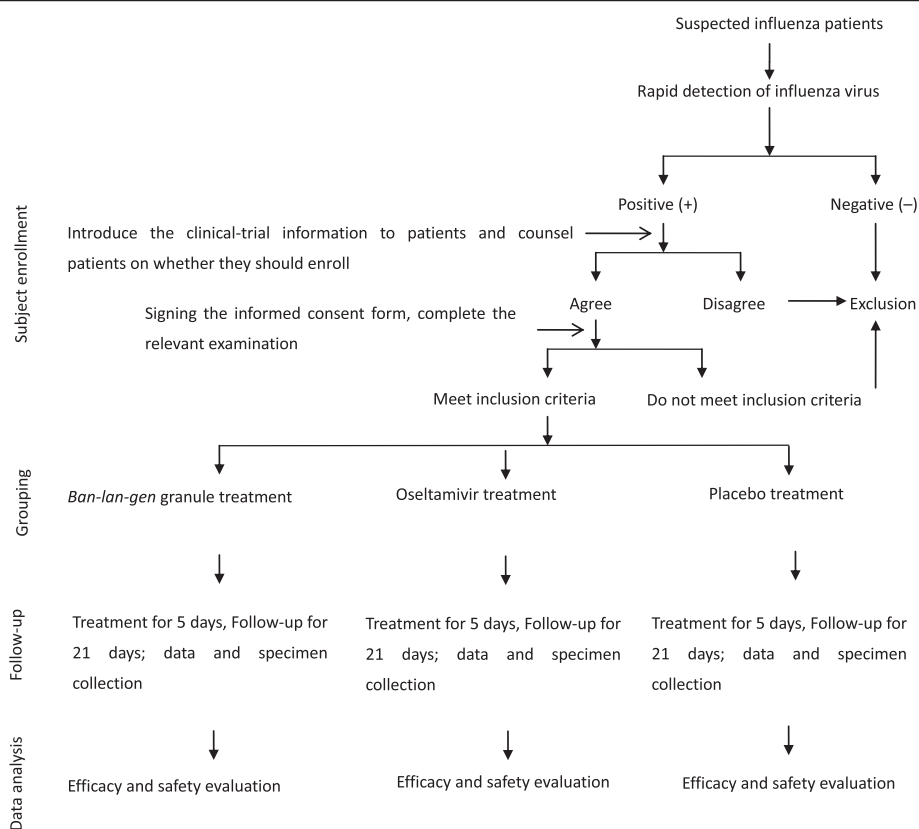 Suspected influenza patients
Rapid detection of influenza virus
Positive (+)
Negative (–)
Subject enrollment
Introduce the clinical-trial information to patients and counsel
patients on whether they should enroll
Agree
Disagree
Exclusion
Signing the informed consent form, complete the
relevant examination
Meet inclusion criteria
Do not meet inclusion criteria
Grouping
Ban-lan-gen granule treatment
Oseltamivir treatment
Placebo treatment
Follow-up
Treatment for 5 days, Follow-up for
21 days; data and specimen
collection
Treatment for 5 days, Follow-up for
21 days; data and specimen
collection
Treatment for 5 days, Follow-up for
21 days; data and specimen
collection
Data analysis
Efficacy and safety evaluation
Efficacy and safety evaluation
Efficacy and safety evaluation